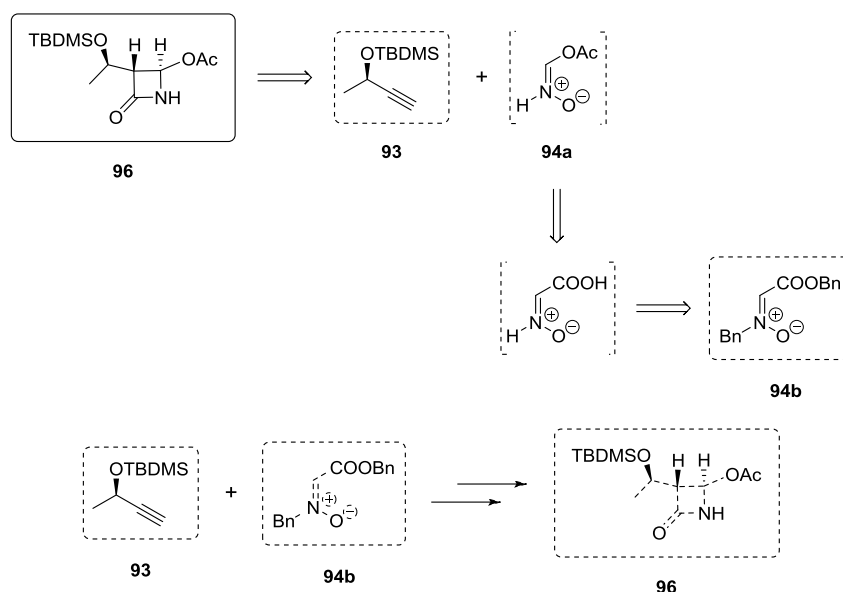 TBDMSO
H H
OAc
O
NH
96
OTBDMS
+
93
OAc
H N ⊕ O ⊖
94a
COOH
H N ⊕ O ⊖
COOBn
Bn N ⊕ O ⊖
94b
OTBDMS
+
93
COOBn
Bn N (+) O (-)
94b
TBDMSO
H H
OAc
O
NH
96